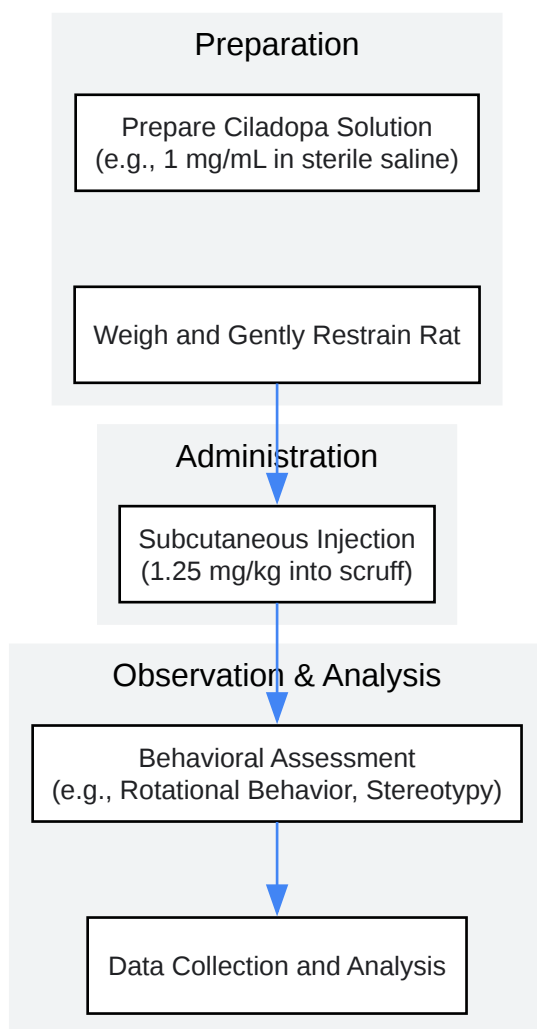 Preparation
Prepare Ciladopa Solution
(e.g., 1 mg/mL in sterile saline)
Weigh and Gently Restrain Rat
Administration
Subcutaneous Injection
(1.25 mg/kg into scruff)
Observation & Analysis
Behavioral Assessment
(e.g., Rotational Behavior, Stereotypy)
Data Collection and Analysis